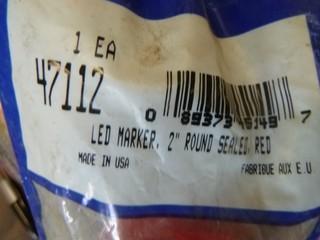 1 EA
47112
LED MARKER, 2" ROUND SEALED, RED
MADE IN USA FABRIQUE AUX E.U